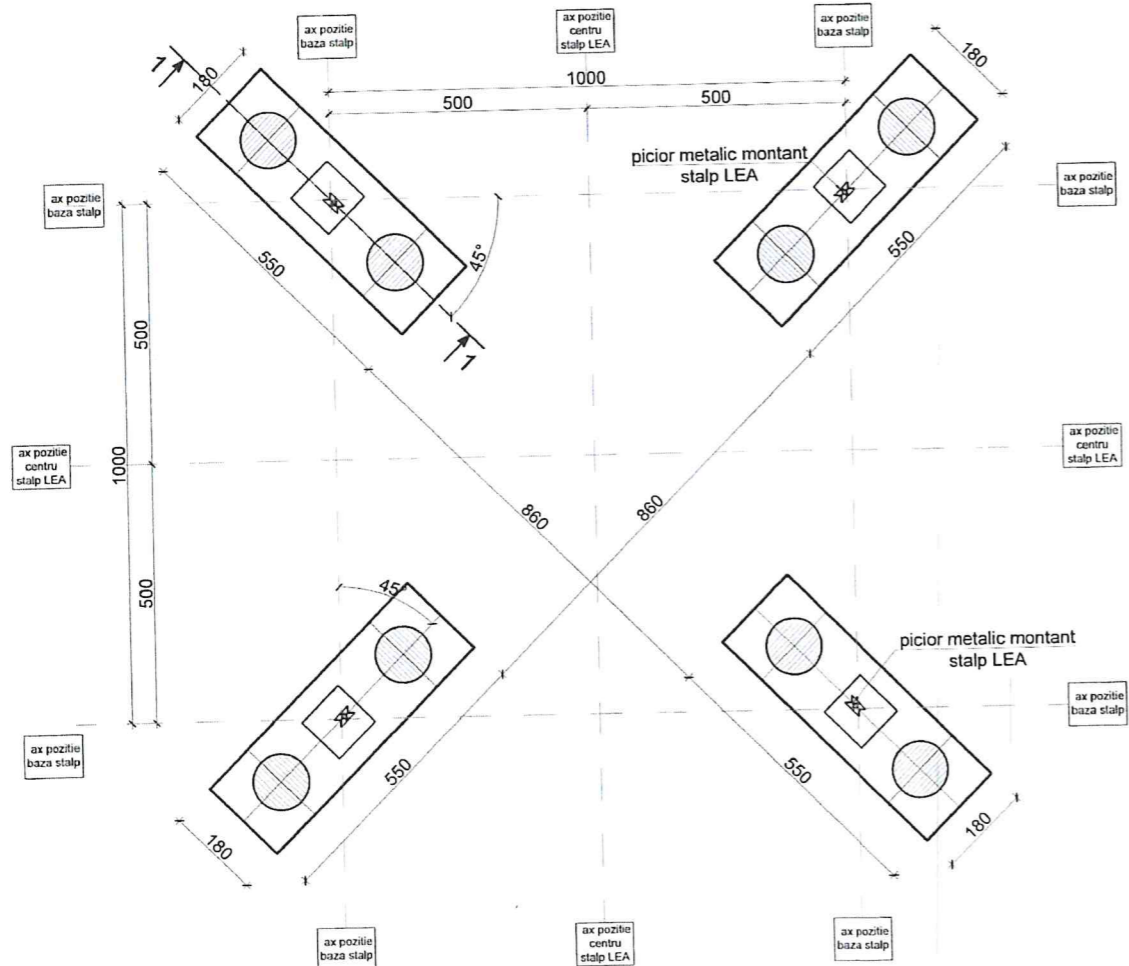 ax pozitie
baza stalp
ax pozitie
centru
stalp LEA
ax pozitie
baza stalp
1
180
1000
500
500
180
picior metalic montant
stalp LEA
ax pozitie
baza stalp
ax pozitie
baza stalp
45°
550
550
500
1
1000
ax pozitie
centru
stalp LEA
ax pozitie
centru
stalp LEA
860
860
500
45°
picior metalic montant
stalp LEA
ax pozitie
baza stalp
ax pozitie
baza stalp
550
550
180
180
ax pozitie
baza stalp
ax pozitie
centru
stalp LEA
ax pozitie
baza stalp